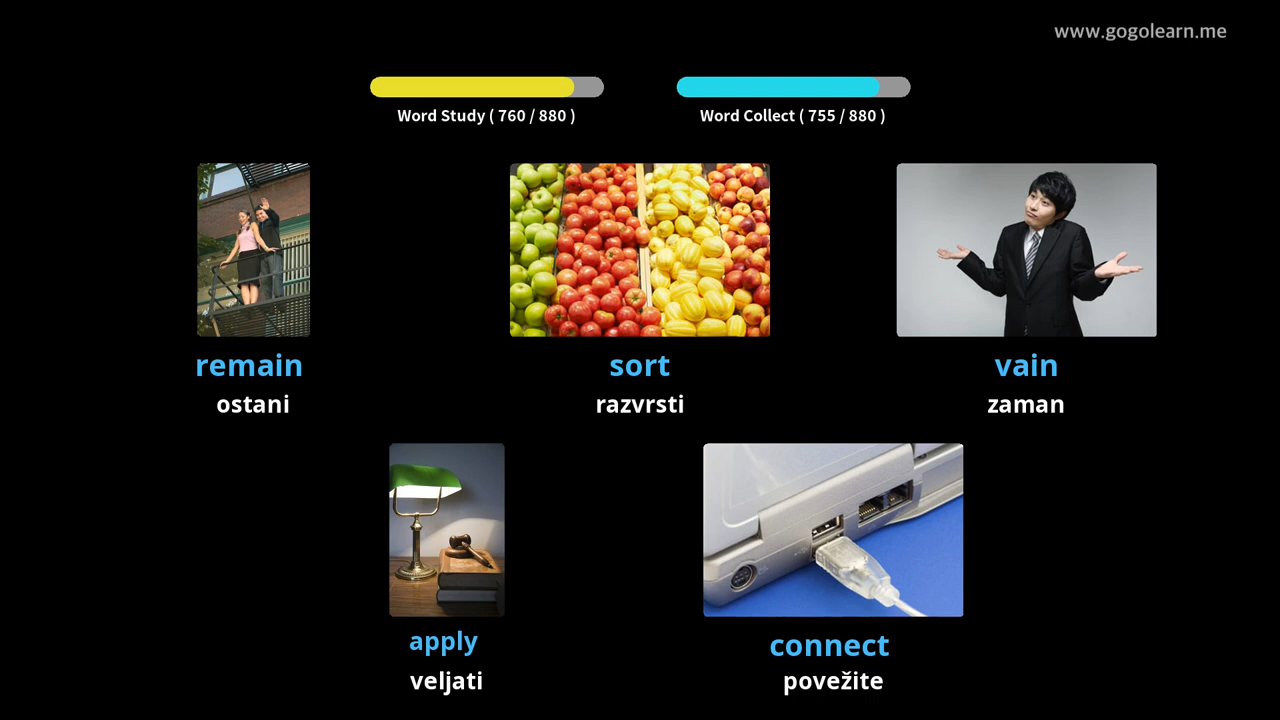 www.gogolearn.me
Word Study ( 760 / 880 )
Word Collect ( 755 / 880 )
remain
ostani
sort
razvrsti
vain
zaman
apply
veljati
connect
povežite